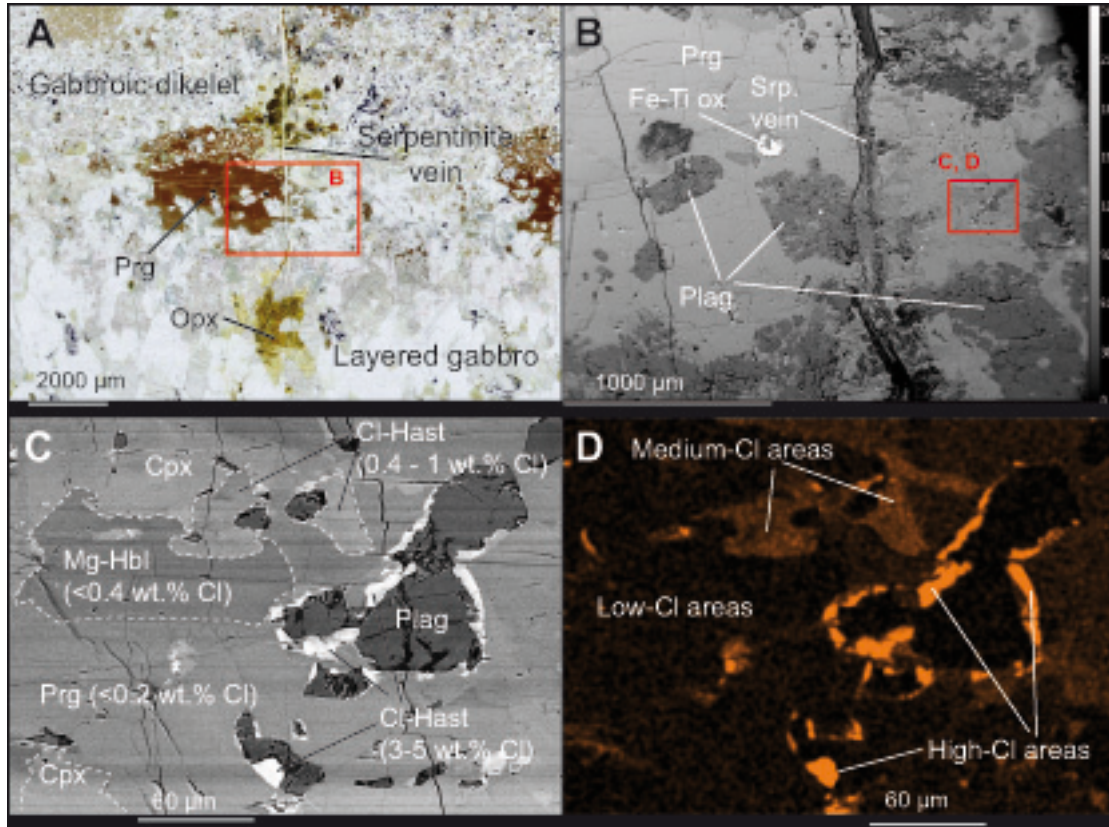 A
Gabbroic dikelet
Serpentinite
vein
B
Prg
Opx
Layered gabbro
2000 µm
B
Prg
Fe-Ti ox
Srp.
vein
C, D
Plag
1000 µm
C
Cl-Hast
(0.4 - 1 wt.% Cl)
Cpx
Mg-Hbl
(<0.4 wt.% Cl)
Plag
Prg (<0.2 wt.% Cl)
Cl-Hast
(3-5 wt.% Cl)
Cpx
60 µm
D
Medium-Cl areas
Low-Cl areas
High-Cl areas
60 µm